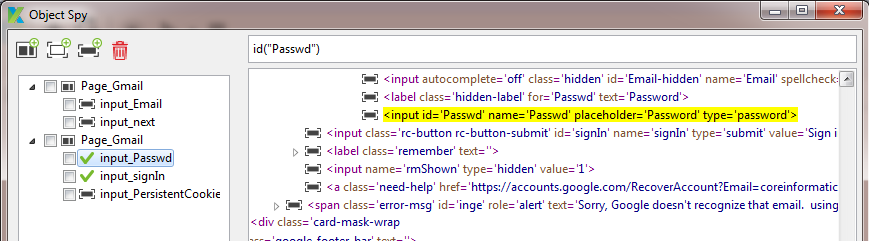 Object Spy
id("Passwd")
Page_Gmail
input_Email
input_next
Page_Gmail
input_Passwd
input_signIn
input_PersistentCookie
<input autocomplete='off' class='hidden' id='Email-hidden' name='Email' spellcheck
<label class='hidden-label' for='Passwd' text='Password'>
<input id='Passwd' name='Passwd' placeholder='Password' type='password'>
<input class='rc-button rc-button-submit' id='signIn' name='signIn' type='submit' value='Sign i
<label class='remember' text=''>
<input name='rmShown' type='hidden' value='1'>
<a class='need-help' href='https://accounts.google.com/RecoverAccount?Email=coreinformatic
<span class='error-msg' id='inge' role='alert' text='Sorry, Google doesn't recognize that email. using
<div class='card-mask-wrap
ass='google-footer-bar' text=''>